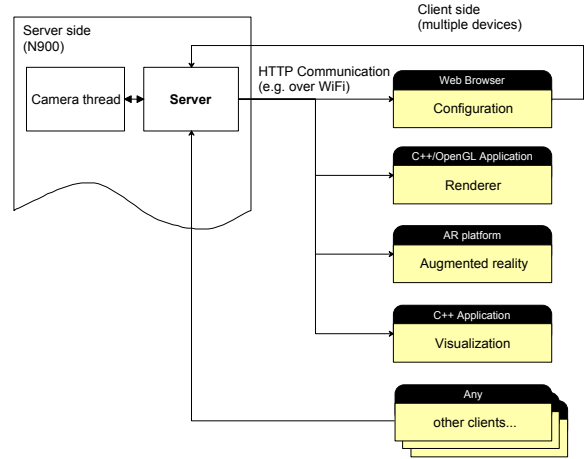 Client side
(multiple devices)
Server side
(N900)
Camera thread
Server
HTTP Communication
(e.g. over WiFi)
Web Browser
Configuration
C++/OpenGL Application
Renderer
AR platform
Augmented reality
C++ Application
Visualization
Any
other clients...